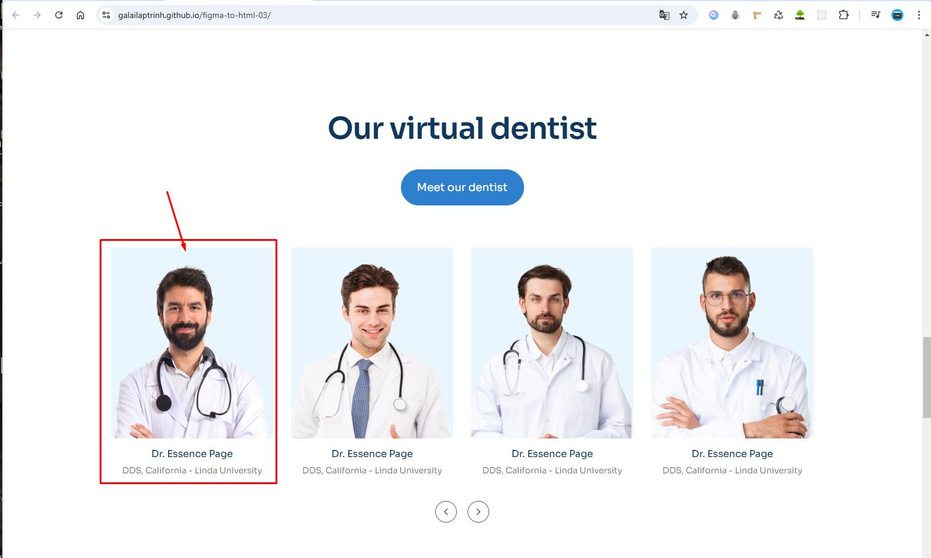 galailaptrinh.github.io/figma-to-html-03/
Our virtual dentist
Meet our dentist
Dr. Essence Page
DDS, California - Linda University
Dr. Essence Page
DDS, California - Linda University
Dr. Essence Page
DDS, California - Linda University
Dr. Essence Page
DDS, California - Linda University